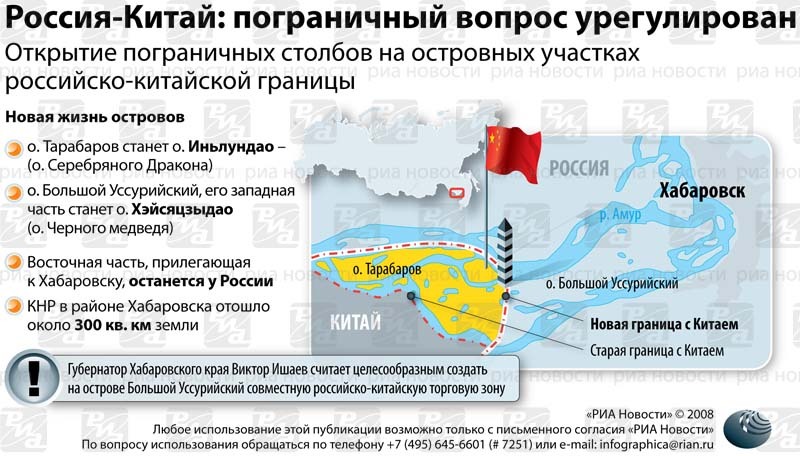 Россия-Китай: пограничный вопрос урегулирован
Открытие пограничных столбов на островных участках
российско-китайской границы
Новая жизнь островов
о. Тарабаров станет о. Иньлундао –
(о. Серебряного Дракона)
о. Большой Уссурийский, его западная
часть станет о. Хэйсяцзыдао
(о. Черного медведя)
Восточная часть, прилегающая
к Хабаровску, останется у России
КНР в районе Хабаровска отошло
около 300 кв. км земли
РОССИЯ
Хабаровск
р. Амур
о. Тарабаров
о. Большой Уссурийский
КИТАЙ
Новая граница с Китаем
Старая граница с Китаем
Губернатор Хабаровского края Виктор Ишаев считает целесообразным создать
на острове Большой Уссурийский совместную российско-китайскую торговую зону
«РИА Новости» © 2008
Любое использование этой публикации возможно только с письменного согласия «РИА Новости»
По вопросу использования обращаться по телефону +7 (495) 645-6601 (# 7251) или e-mail: infographica@rian.ru